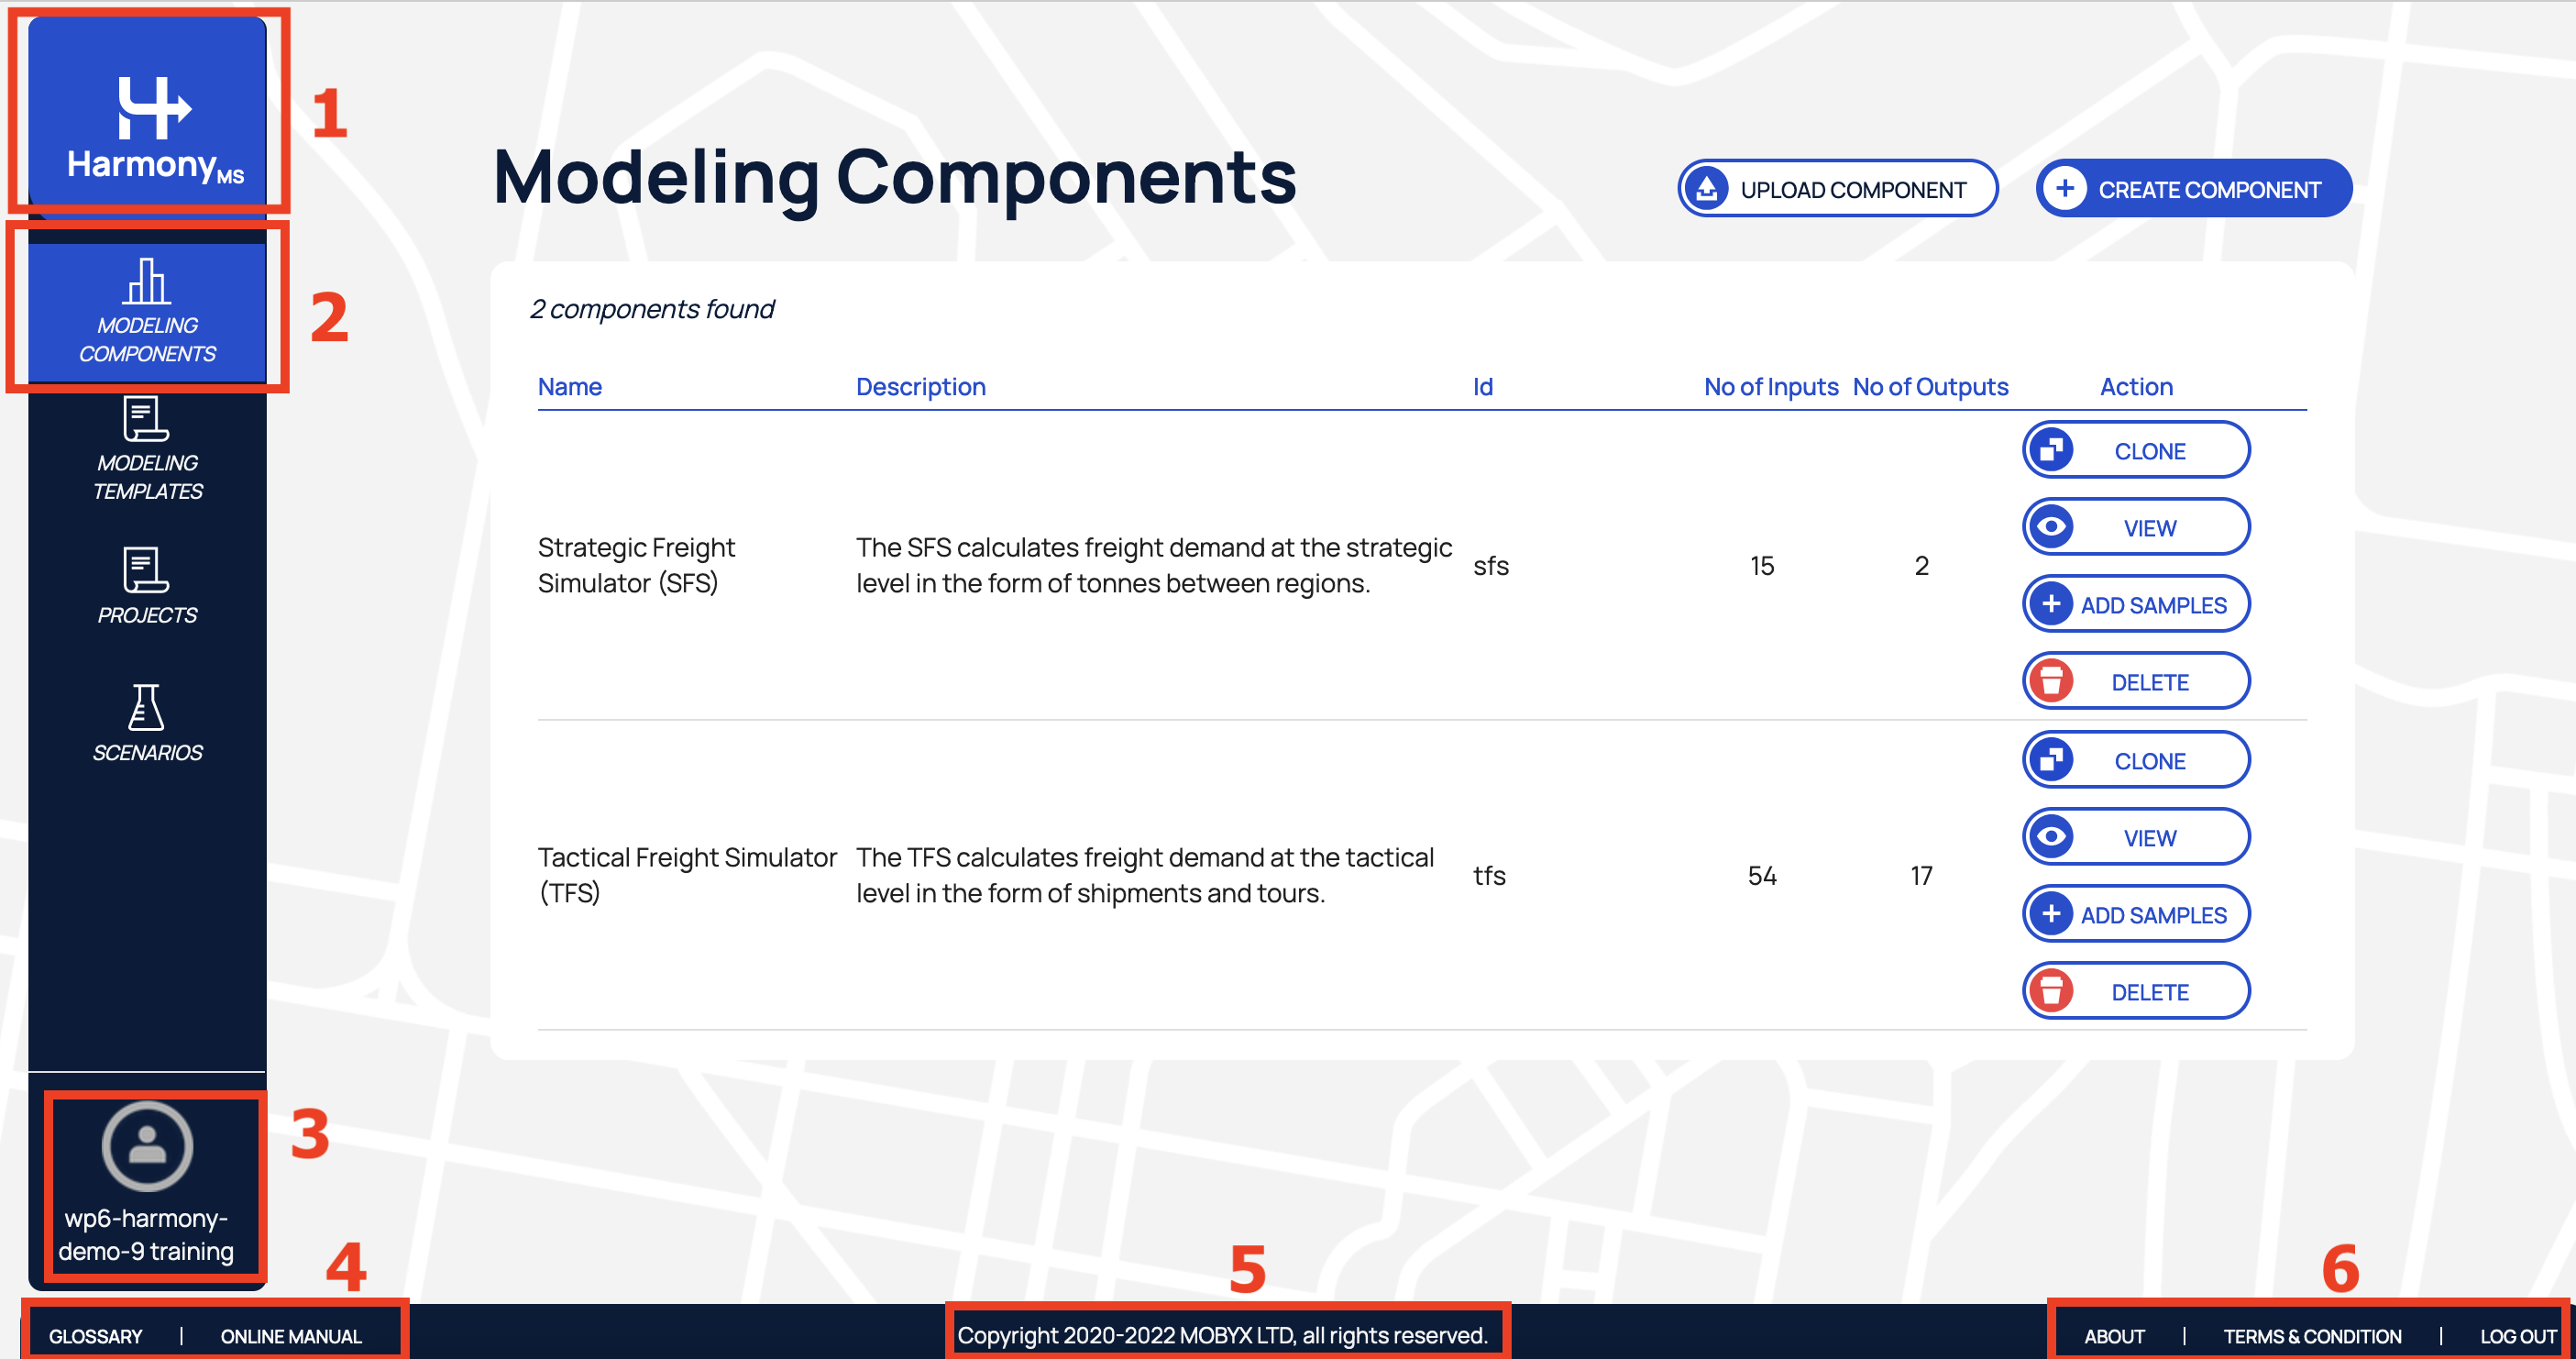 1
Harmony MS
2
MODELING
COMPONENTS
MODELING
TEMPLATES
PROJECTS
SCENARIOS
3
wp6-harmony-
demo-9 training
Modeling Components
UPLOAD COMPONENT
CREATE COMPONENT
2 components found
Name Description Id No of Inputs No of Outputs Action
Strategic Freight
Simulator (SFS)
The SFS calculates freight demand at the strategic
level in the form of tonnes between regions.
sfs
15
2
CLONE
VIEW
ADD SAMPLES
DELETE
Tactical Freight Simulator
(TFS)
The TFS calculates freight demand at the tactical
level in the form of shipments and tours.
tfs
54
17
CLONE
VIEW
ADD SAMPLES
DELETE
4
GLOSSARY | ONLINE MANUAL
5
Copyright 2020-2022 MOBYX LTD, all rights reserved.
6
ABOUT | TERMS & CONDITION | LOG OUT